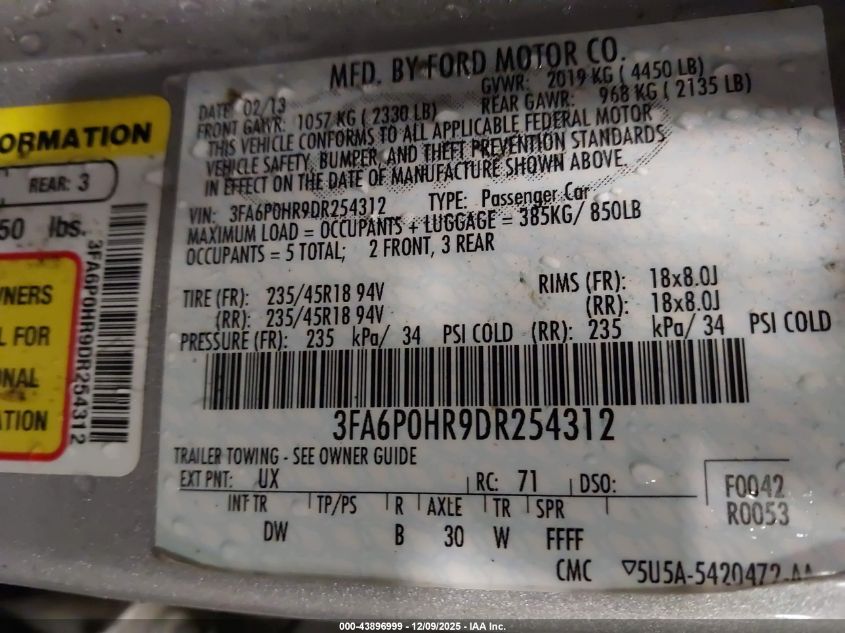 MFD. BY FORD MOTOR CO.
DATE: 02/13 GVWR: 2019 KG ( 4450 LB)
FRONT GAWR: 1057 KG ( 2330 LB) REAR GAWR: 968 KG ( 2135 LB)
THIS VEHICLE CONFORMS TO ALL APPLICABLE FEDERAL MOTOR
VEHICLE SAFETY, BUMPER, AND THEFT PREVENTION STANDARDS
IN EFFECT ON THE DATE OF MANUFACTURE SHOWN ABOVE.
VIN: 3FA6P0HR9DR254312 TYPE: Passenger Car
MAXIMUM LOAD = OCCUPANTS + LUGGAGE = 385KG/ 850LB
OCCUPANTS = 5 TOTAL; 2 FRONT, 3 REAR
TIRE (FR): 235/45R18 94V RIMS (FR): 18x8.0J
(RR): 235/45R18 94V (RR): 18x8.0J
PRESSURE (FR): 235 kPa/ 34 PSI COLD (RR): 235 kPa/ 34 PSI COLD
3FA6P0HR9DR254312
TRAILER TOWING - SEE OWNER GUIDE
EXT PNT: UX RC: 71 DSO: F0042
R0053
INT TR TP/PS R AXLE TR SPR
DW B 30 W FFFF
CMC ▽5U5A-5420472-AA
ORMATION
REAR: 3
50 lbs.
3FA6P0HR9DR254312
WNERS
L FOR
ONAL
ATION
000-43896999 | 12/09/2025 - IAA Inc.